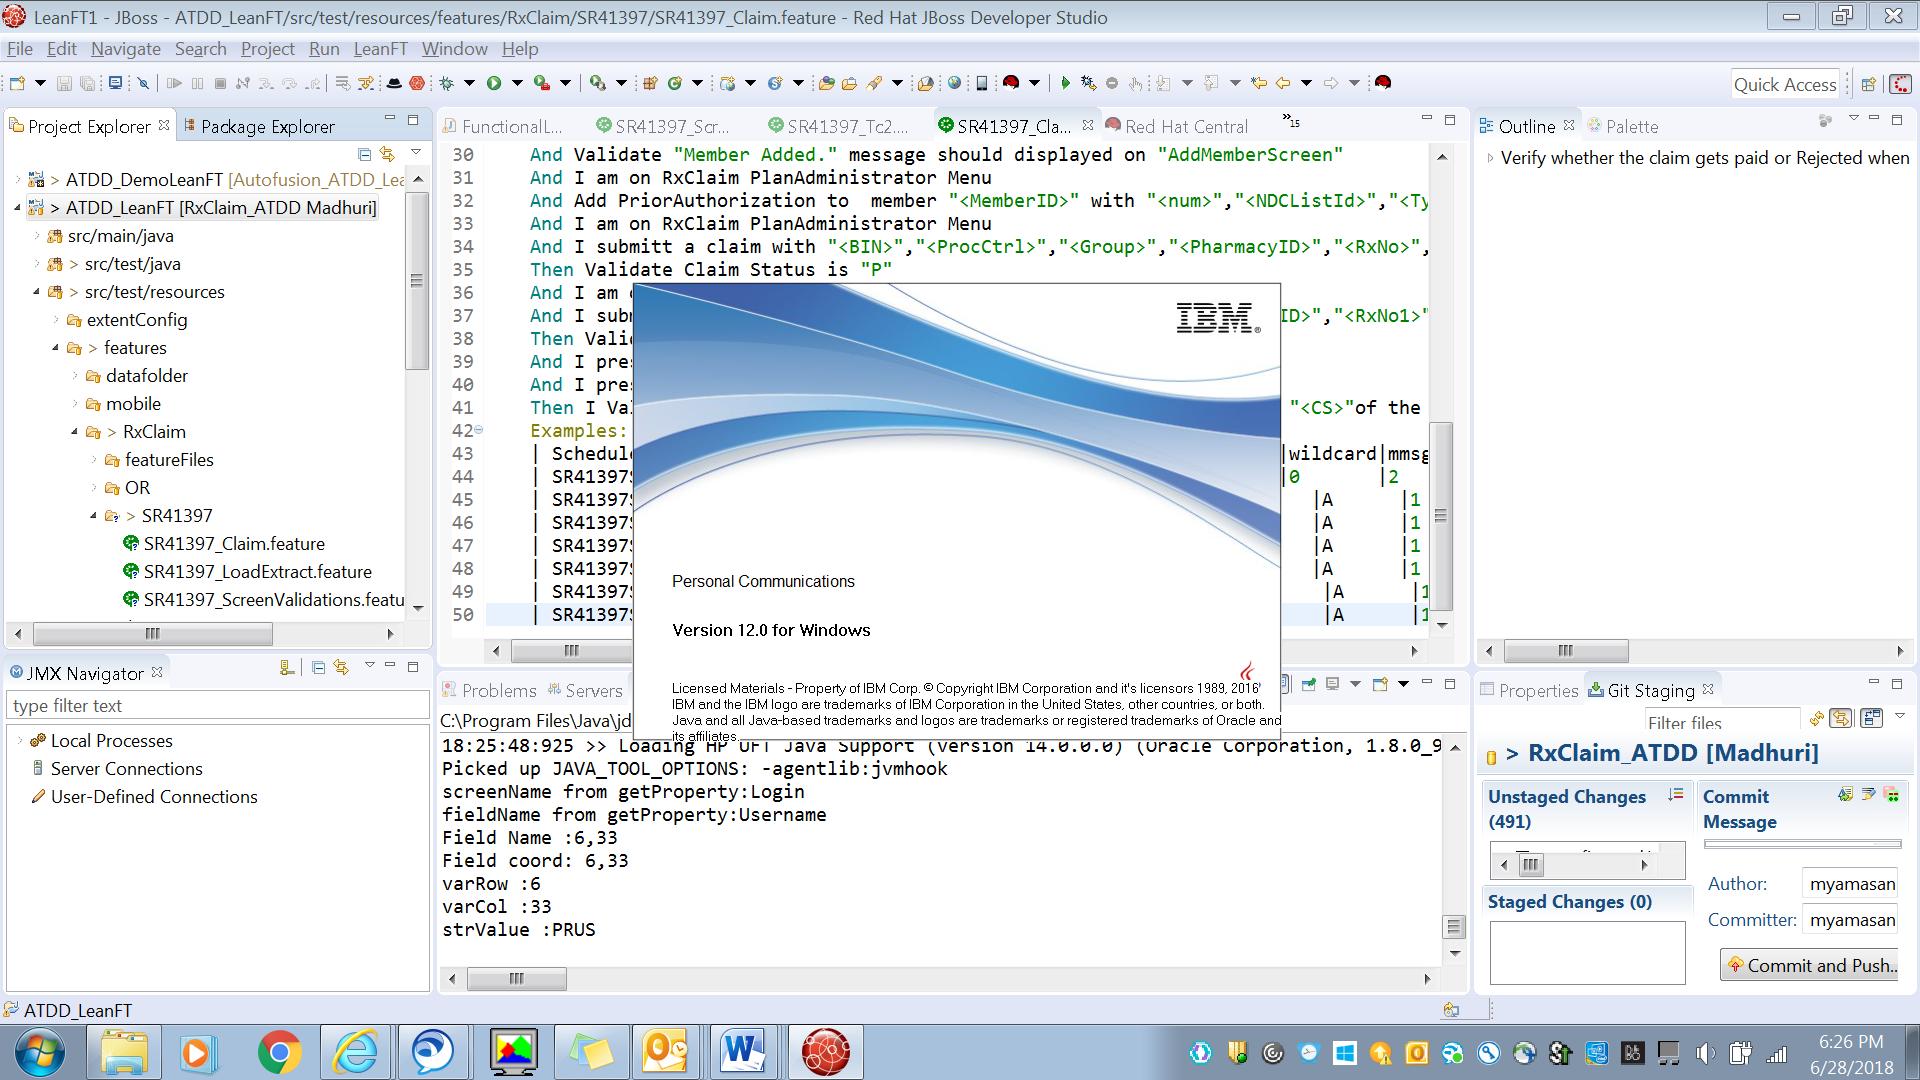 LeanFT1 - JBoss - ATDD_LeanFT/src/test/resources/features/RxClaim/SR41397/SR41397_Claim.feature - Red Hat JBoss Developer Studio
File Edit Navigate Search Project Run LeanFT Window Help
Quick Access
Project Explorer
Package Explorer
> ATDD_DemoLeanFT [Autofusion_ATDD_Lea
> ATDD_LeanFT [RxClaim_ATDD Madhuri]
src/main/java
> src/test/java
> src/test/resources
extentConfig
> features
datafolder
mobile
> RxClaim
featureFiles
OR
> SR41397
SR41397_Claim.feature
SR41397_LoadExtract.feature
SR41397_ScreenValidations.featu
FunctionalL...
SR41397_Scr...
SR41397_Tc2....
SR41397_Cla...
Red Hat Central
»15
30 And Validate "Member Added." message should displayed on "AddMemberScreen"
31 And I am on RxClaim PlanAdministrator Menu
32 And Add PriorAuthorization to  member "<MemberID>" with "<num>","<NDCListId>","<Ty
33 And I am on RxClaim PlanAdministrator Menu
34 And I submitt a claim with "<BIN>","<ProcCtrl>","<Group>","<PharmacyID>","<RxNo>",
35 Then Validate Claim Status is "P"
36 And I am
37 And I sub ID>","<RxNo1>"
38 Then Vali
39 And I pre
40 And I pre
41 Then I Va "<CS>"of the
42 Examples:
43 | Schedul |wildcard|mmsg
44 | SR41397 |0 |2
45 | SR41397 |A |1
46 | SR41397 |A |1
47 | SR41397 |A |1
48 | SR41397 |A |1
49 | SR41397 |A |1
50 | SR41397 |A |1
IBM®
Personal Communications
Version 12.0 for Windows
Licensed Materials - Property of IBM Corp. © Copyright IBM Corporation and it's licensors 1989, 2016
IBM and the IBM logo are trademarks of IBM Corporation in the United States, other countries, or both.
Java and all Java-based trademarks and logos are trademarks or registered trademarks of Oracle and
its affiliates.
Outline
Palette
Verify whether the claim gets paid or Rejected when
JMX Navigator
type filter text
Local Processes
Server Connections
User-Defined Connections
Problems
Servers
C:\Program Files\Java\jd
18:25:48:925 >> Loading HP UFT Java Support (version 14.0.0.0) (Oracle Corporation, 1.8.0_9
Picked up JAVA_TOOL_OPTIONS: -agentlib:jvmhook
screenName from getProperty:Login
fieldName from getProperty:Username
Field Name :6,33
Field coord: 6,33
varRow :6
varCol :33
strValue :PRUS
Properties
Git Staging
Filter files
> RxClaim_ATDD [Madhuri]
Unstaged Changes (491)
Staged Changes (0)
Commit Message
Author: myamasan
Committer: myamasan
Commit and Push...
ATDD_LeanFT
6:26 PM
6/28/2018